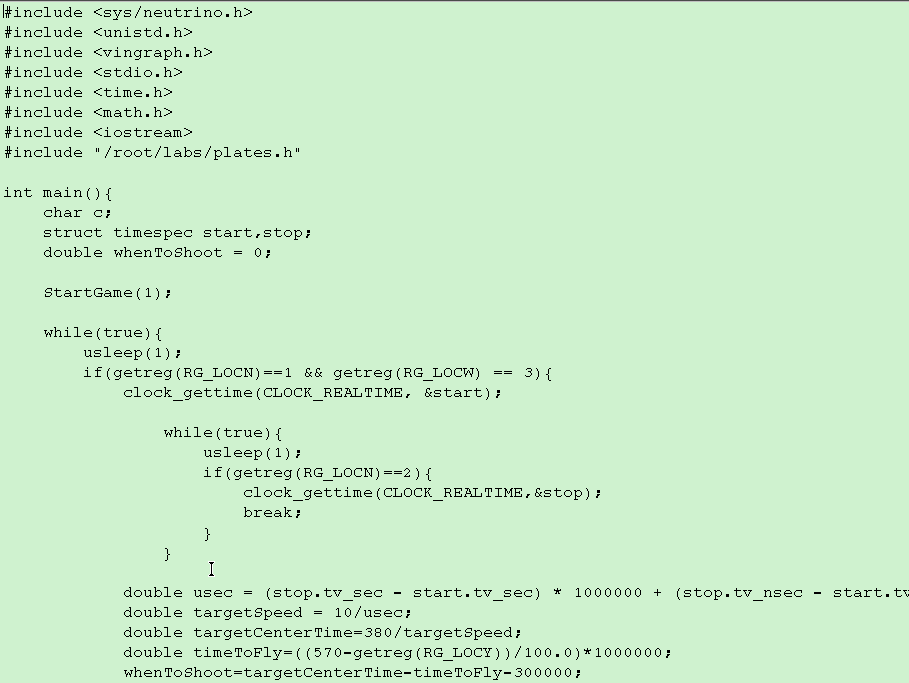 #include <sys/neutrino.h>
#include <unistd.h>
#include <vingraph.h>
#include <stdio.h>
#include <time.h>
#include <math.h>
#include <iostream>
#include "/root/labs/plates.h"
int main(){
char c;
struct timespec start,stop;
double whenToShoot = 0;
StartGame(1);
while(true){
usleep(1);
if(getreg(RG_LOCN)==1 && getreg(RG_LOCW) == 3){
clock_gettime(CLOCK_REALTIME, &start);
while(true){
usleep(1);
if(getreg(RG_LOCN)==2){
clock_gettime(CLOCK_REALTIME,&stop);
break;
}
}
double usec = (stop.tv_sec - start.tv_sec) * 1000000 + (stop.tv_nsec - start.tv
double targetSpeed = 10/usec;
double targetCenterTime=380/targetSpeed;
double timeToFly=((570-getreg(RG_LOCY))/100.0)*1000000;
whenToShoot=targetCenterTime-timeToFly-300000;